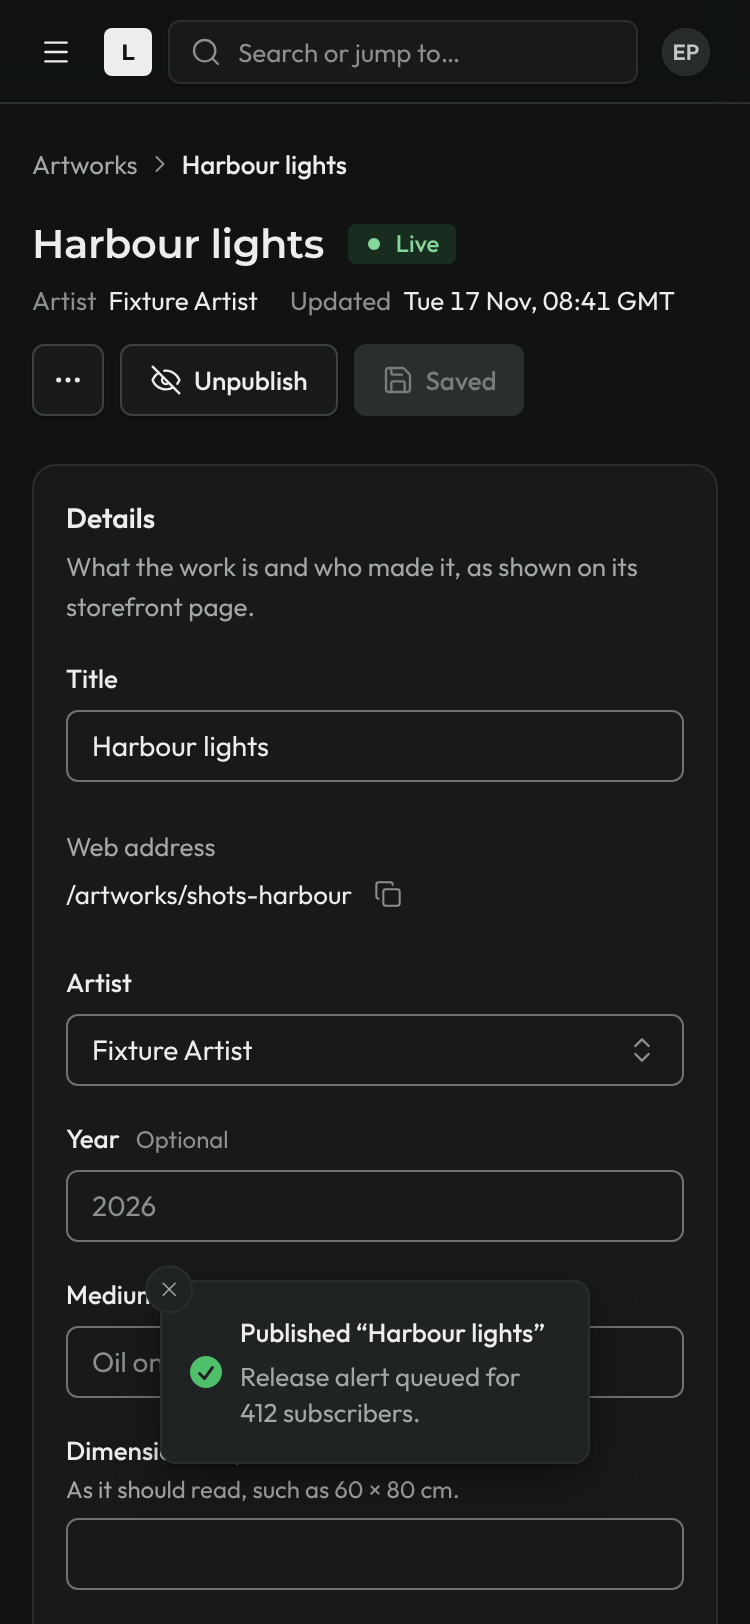 L
Search or jump to...
EP
Artworks > Harbour lights
Harbour lights
Live
Artist Fixture Artist Updated Tue 17 Nov, 08:41 GMT
Unpublish
Saved
Details
What the work is and who made it, as shown on its
storefront page.
Title
Harbour lights
Web address
/artworks/shots-harbour
Artist
Fixture Artist
Year Optional
2026
Published “Harbour lights”
Release alert queued for
412 subscribers.
As it should read, such as 60 × 80 cm.